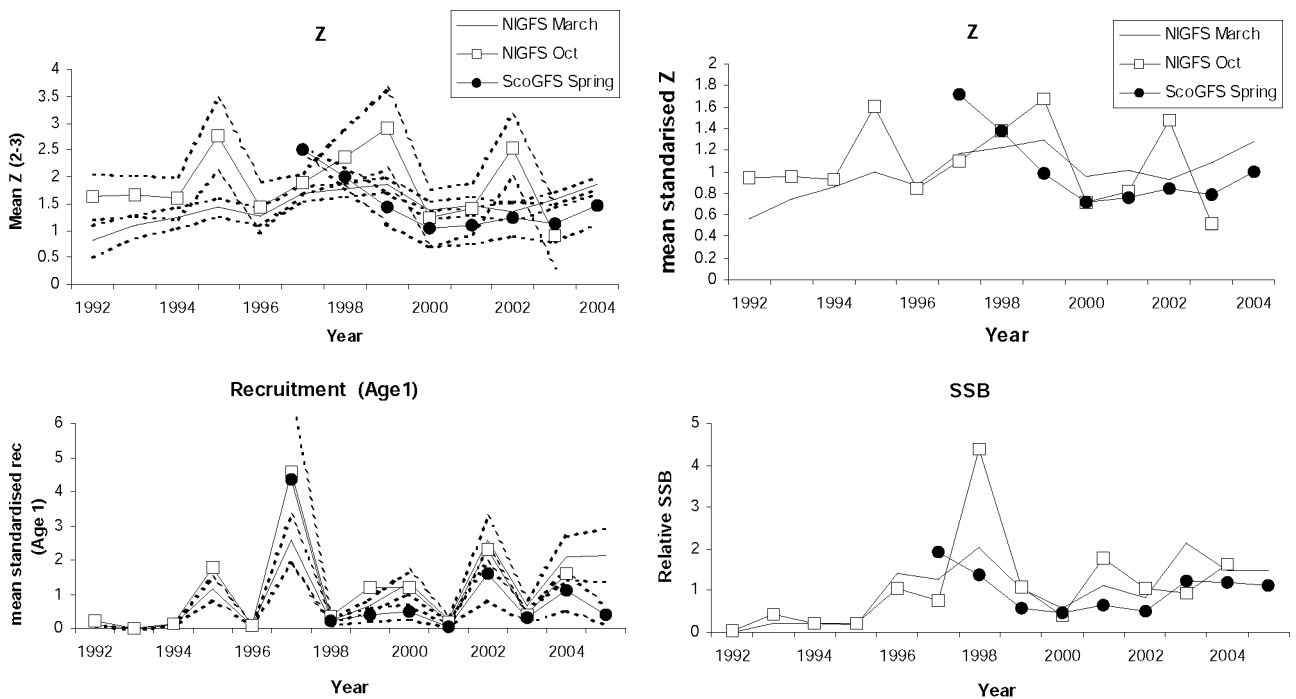 Z
NIGFS March
NIGFS Oct
ScoGFS Spring
Mean Z (2-3)
4
3.5
3
2.5
2
1.5
1
0.5
0
1992 1994 1996 1998 2000 2002 2004
Year
Z
NIGFS March
NIGFS Oct
ScoGFS Spring
mean standarised Z
2
1.8
1.6
1.4
1.2
1
0.8
0.6
0.4
0.2
0
1992 1994 1996 1998 2000 2002 2004
Year
Recruitment (Age1)
mean standardised rec
(Age 1)
6
5
4
3
2
1
0
1992 1994 1996 1998 2000 2002 2004
Year
SSB
Relative SSB
5
4
3
2
1
0
1992 1994 1996 1998 2000 2002 2004
Year